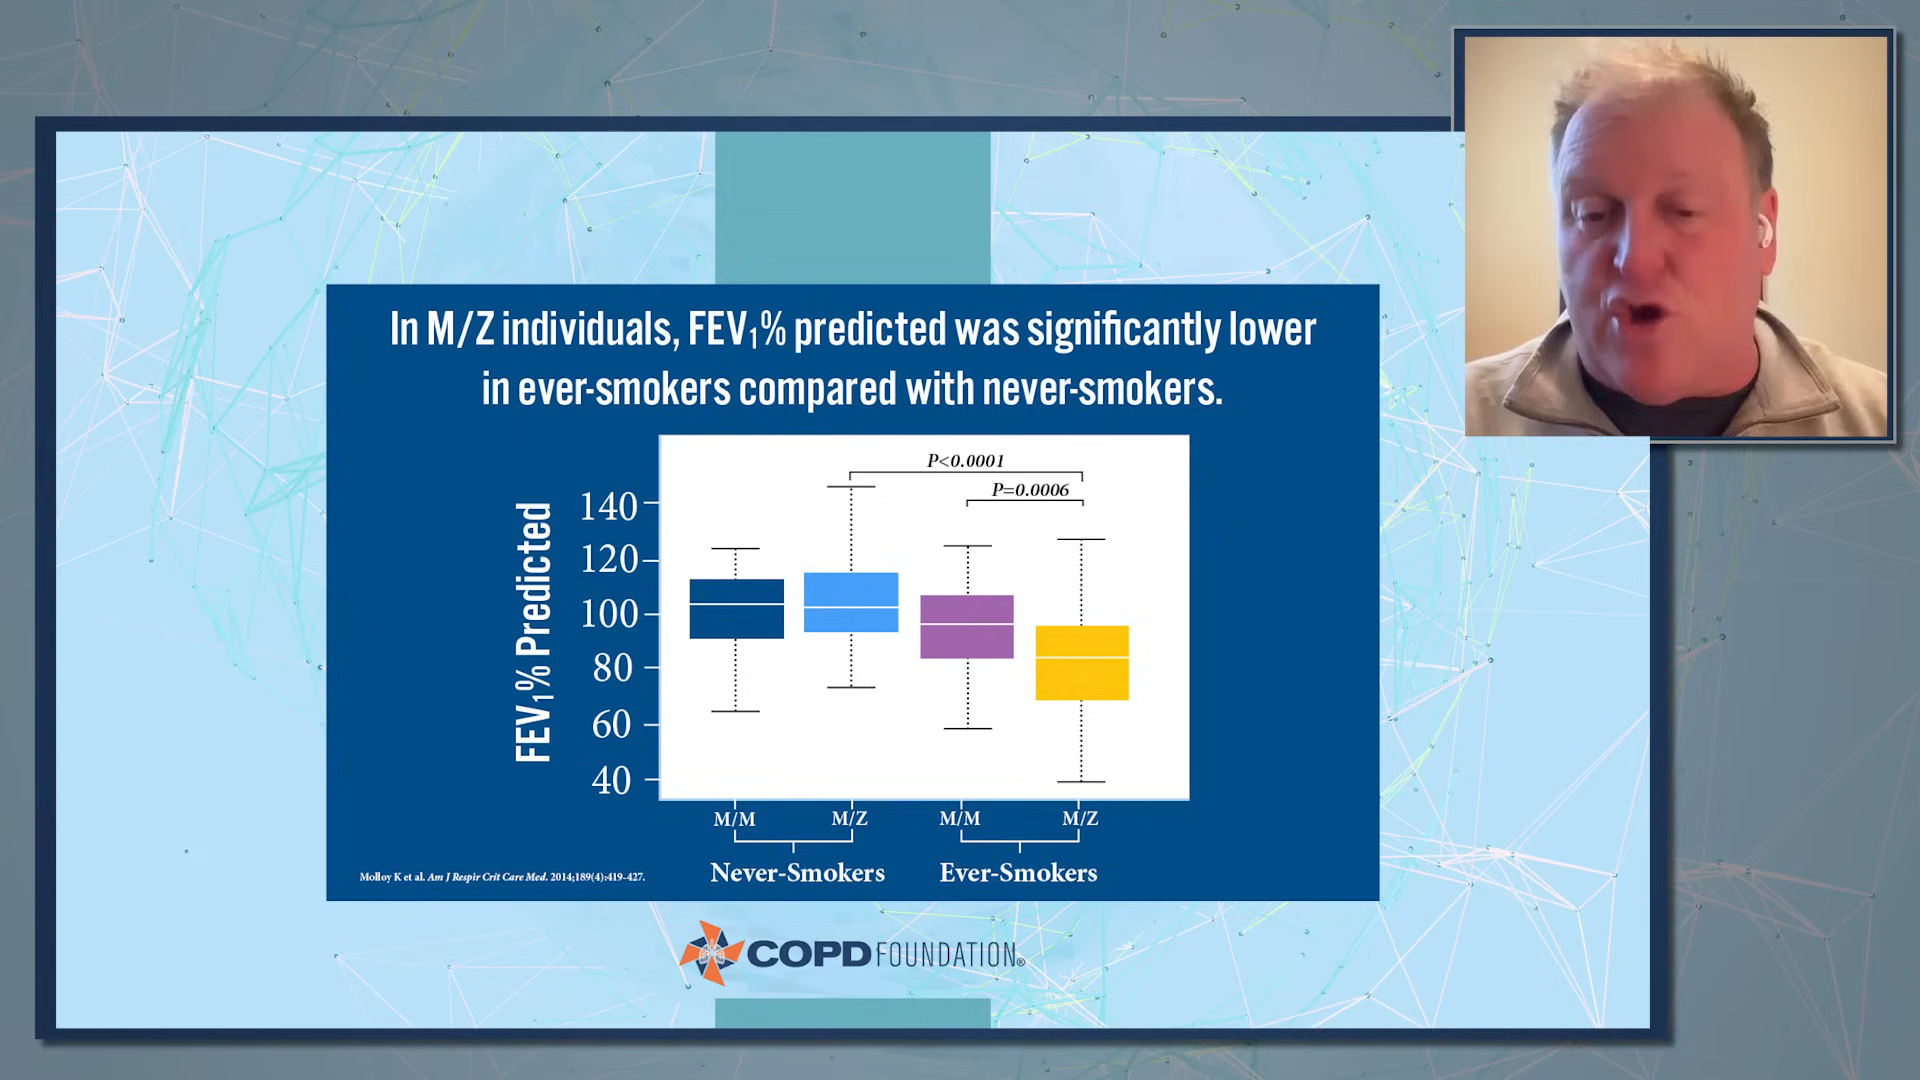 In M/Z individuals, FEV₁% predicted was significantly lower
in ever-smokers compared with never-smokers.
P<0.0001
P=0.0006
FEV₁% Predicted
140
120
100
80
60
40
M/M M/Z M/M M/Z
Never-Smokers Ever-Smokers
Molloy K et al. Am J Respir Crit Care Med. 2014;189(4):419-427.
COPD FOUNDATION®